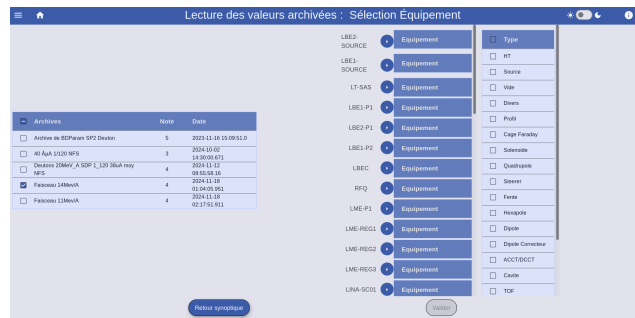 Lecture des valeurs archivées : Sélection Équipement
Archives Note Date
Archive de BDParam SP2 Deuton 5 2023-11-16 15:09:51.0
40 ÂµA 1/120 NFS 3 2024-10-02 14:30:00.671
Deutons 20MeV_A SDP 1_120 38uA moy NFS 4 2024-11-12 08:55:58.16
Faisceau 14Mev/A 4 2024-11-18 01:04:05.951
Faisceau 11Mev/A 4 2024-11-18 02:17:51.911
LBE2-SOURCE Equipement
LBE1-SOURCE Equipement
LT-SAS Equipement
LBE1-P1 Equipement
LBE2-P1 Equipement
LBE1-P2 Equipement
LBEC Equipement
RFQ Equipement
LME-P1 Equipement
LME-REG1 Equipement
LME-REG2 Equipement
LME-REG3 Equipement
LINA-SC01 Equipement
Type
HT
Source
Vide
Divers
Profil
Cage Faraday
Solenoide
Quadrupole
Steerer
Fente
Hexapole
Dipole
Dipole Correcteur
ACCT/DCCT
Cavite
TOF
Retour synoptique
Valider